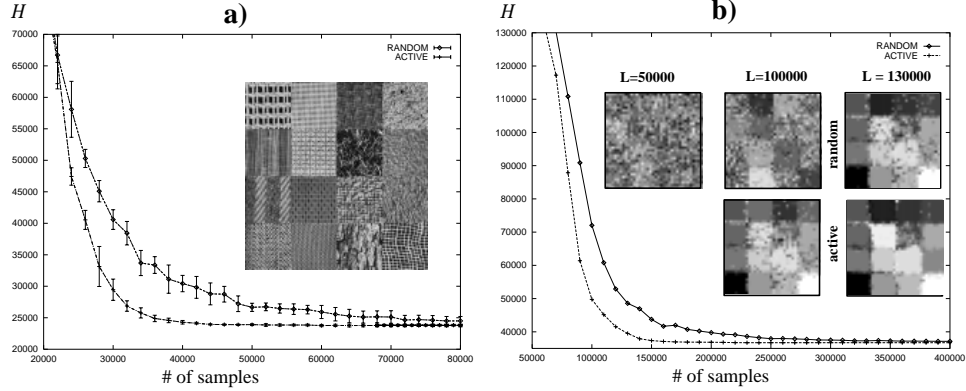 H
a)
70000
65000
60000
55000
50000
45000
40000
35000
30000
25000
20000
20000 30000 40000 50000 60000 70000 80000
# of samples
RANDOM
ACTIVE
H
b)
130000
120000
110000
100000
90000
80000
70000
60000
50000
40000
50000 100000 150000 200000 250000 300000 350000 400000
# of samples
RANDOM
ACTIVE
L=50000 L=100000 L = 130000
random
active